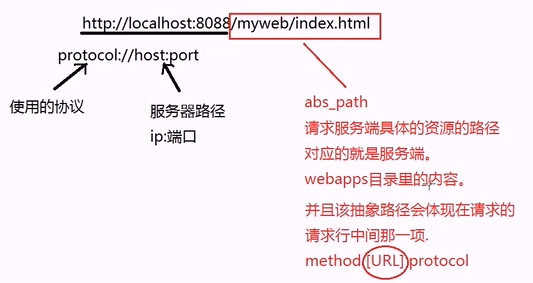 http://localhost:8088/myweb/index.html
protocol://host:port
使用的协议
服务器路径
ip:端口
abs_path
请求服务端具体的资源的路径
对应的就是服务端。
webapps目录里的内容。
并且该抽象路径会体现在请求的
请求行中间那一项.
method [URL] protocol